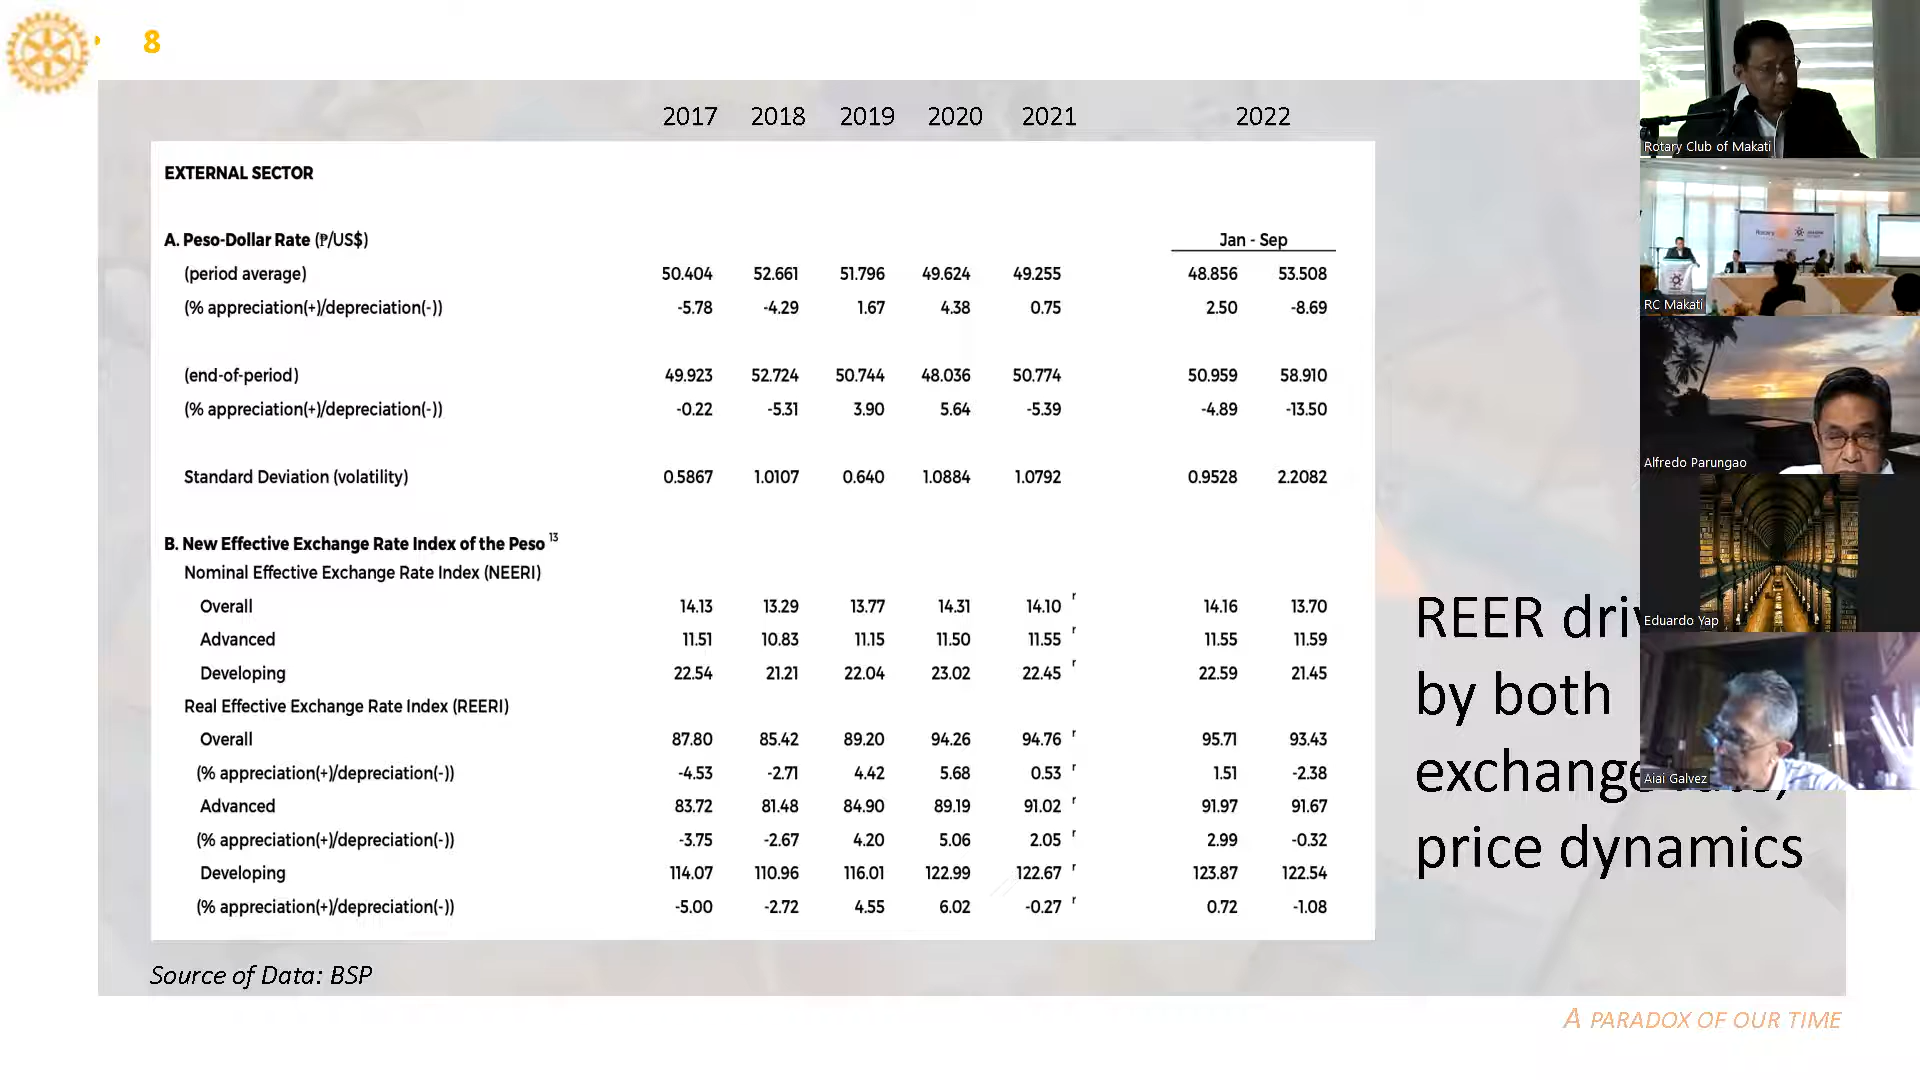 8
2017 2018 2019 2020 2021 2022
EXTERNAL SECTOR
A. Peso-Dollar Rate (₱/US$) Jan - Sep
(period average) 50.404 52.661 51.796 49.624 49.255 48.856 53.508
(% appreciation(+)/depreciation(-)) -5.78 -4.29 1.67 4.38 0.75 2.50 -8.69
(end-of-period) 49.923 52.724 50.744 48.036 50.774 50.959 58.910
(% appreciation(+)/depreciation(-)) -0.22 -5.31 3.90 5.64 -5.39 -4.89 -13.50
Standard Deviation (volatility) 0.5867 1.0107 0.640 1.0884 1.0792 0.9528 2.2082
B. New Effective Exchange Rate Index of the Peso 13
Nominal Effective Exchange Rate Index (NEERI)
Overall 14.13 13.29 13.77 14.31 14.10 r 14.16 13.70
Advanced 11.51 10.83 11.15 11.50 11.55 r 11.55 11.59
Developing 22.54 21.21 22.04 23.02 22.45 r 22.59 21.45
Real Effective Exchange Rate Index (REERI)
Overall 87.80 85.42 89.20 94.26 94.76 r 95.71 93.43
(% appreciation(+)/depreciation(-)) -4.53 -2.71 4.42 5.68 0.53 r 1.51 -2.38
Advanced 83.72 81.48 84.90 89.19 91.02 r 91.97 91.67
(% appreciation(+)/depreciation(-)) -3.75 -2.67 4.20 5.06 2.05 r 2.99 -0.32
Developing 114.07 110.96 116.01 122.99 122.67 r 123.87 122.54
(% appreciation(+)/depreciation(-)) -5.00 -2.72 4.55 6.02 -0.27 r 0.72 -1.08
Source of Data: BSP
REER
by both
exchange
price dynamics
A PARADOX OF OUR TIME
Rotary Club of Makati
RC Makati
Alfredo Parungao
Eduardo Yap
Aiai Galvez